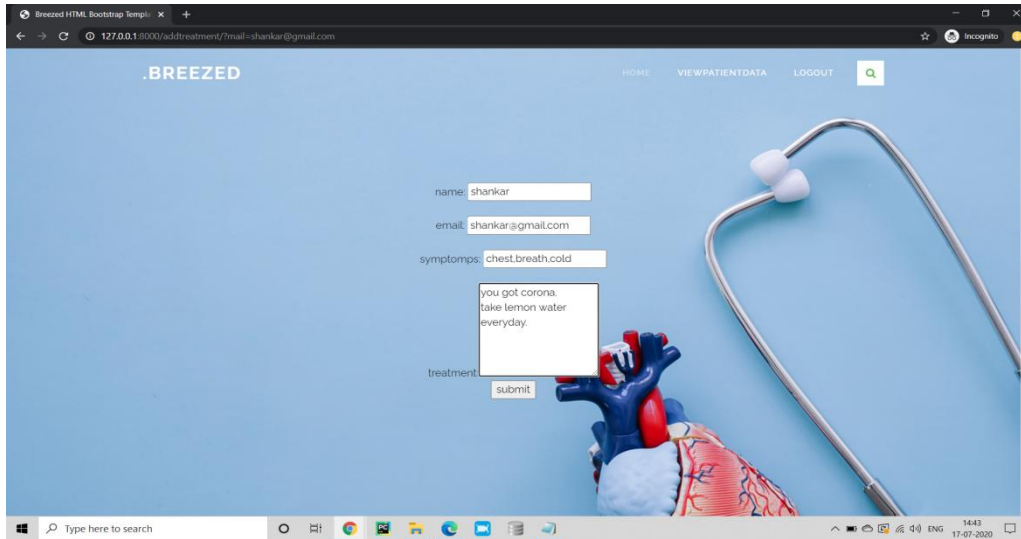 Breezed HTML Bootstrap Templa
127.0.0.1:8000/addtreatment/?mail=shankar@gmail.com
Incognito
.BREEZED
HOME VIEWPATIENTDATA LOGOUT
name: shankar
email: shankar@gmail.com
symptomps: chest,breath,cold
you got corona.
take lemon water
everyday.
treatment:
submit
Type here to search
PC
ENG
14:43
17-07-2020